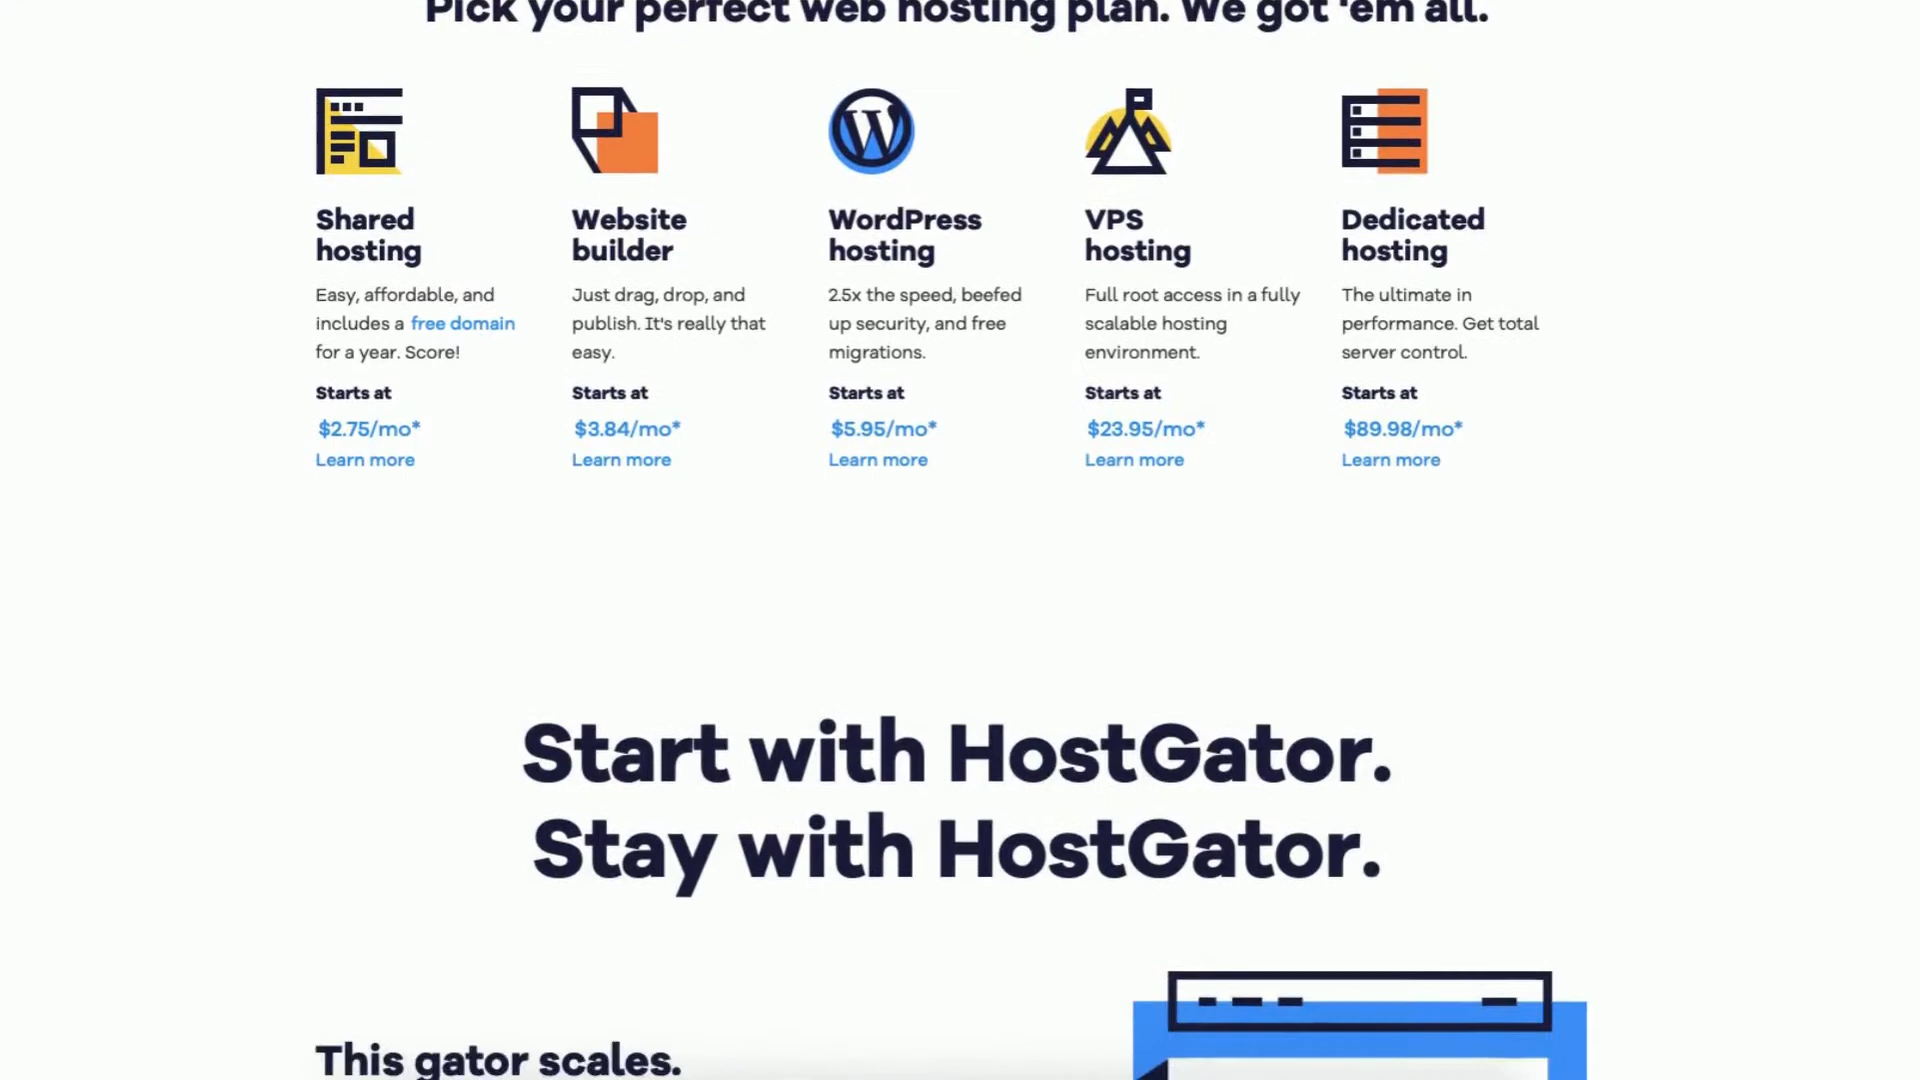 Pick your perfect web hosting plan. We got 'em all.
Shared
hosting
Easy, affordable, and
includes a free domain
for a year. Score!
Starts at
$2.75/mo*
Learn more
Website
builder
Just drag, drop, and
publish. It's really that
easy.
Starts at
$3.84/mo*
Learn more
WordPress
hosting
2.5x the speed, beefed
up security, and free
migrations.
Starts at
$5.95/mo*
Learn more
VPS
hosting
Full root access in a fully
scalable hosting
environment.
Starts at
$23.95/mo*
Learn more
Dedicated
hosting
The ultimate in
performance. Get total
server control.
Starts at
$89.98/mo*
Learn more
Start with HostGator.
Stay with HostGator.
This gator scales.